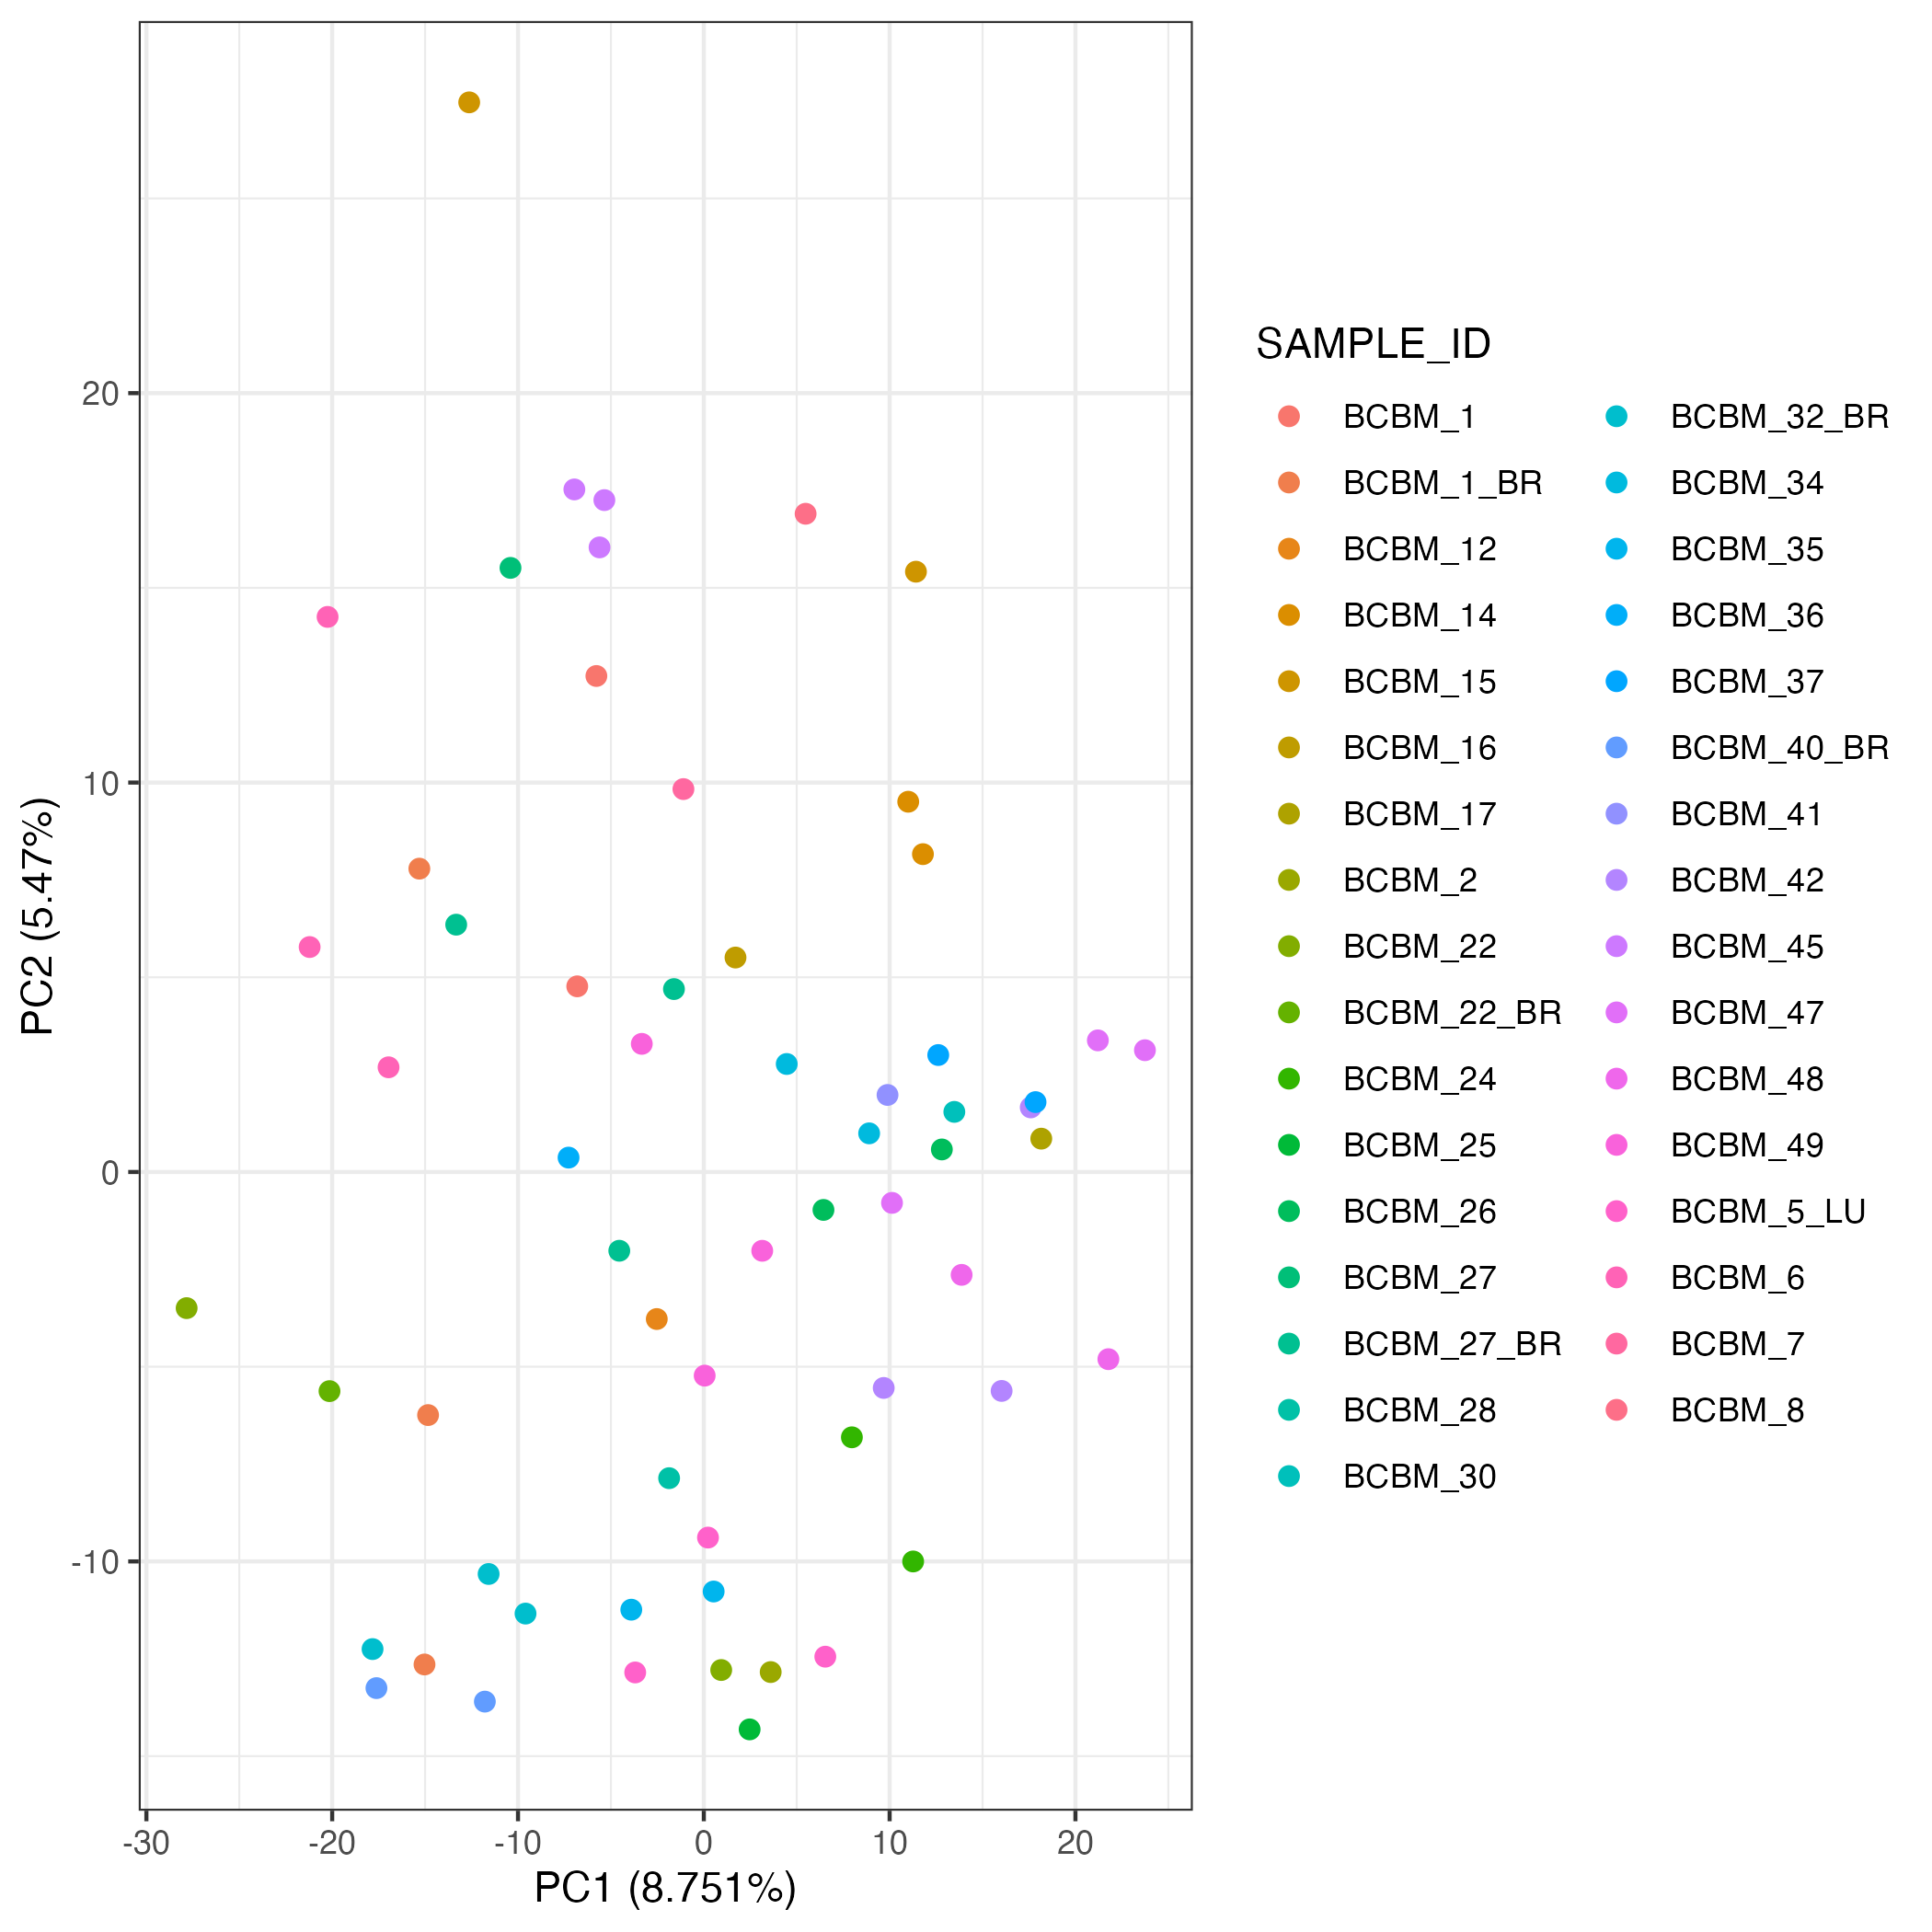 20
10
0
-10
PC2 (5.47%)
-30 -20 -10 0 10 20
PC1 (8.751%)
SAMPLE_ID
BCBM_1
BCBM_1_BR
BCBM_12
BCBM_14
BCBM_15
BCBM_16
BCBM_17
BCBM_2
BCBM_22
BCBM_22_BR
BCBM_24
BCBM_25
BCBM_26
BCBM_27
BCBM_27_BR
BCBM_28
BCBM_30
BCBM_32_BR
BCBM_34
BCBM_35
BCBM_36
BCBM_37
BCBM_40_BR
BCBM_41
BCBM_42
BCBM_45
BCBM_47
BCBM_48
BCBM_49
BCBM_5_LU
BCBM_6
BCBM_7
BCBM_8